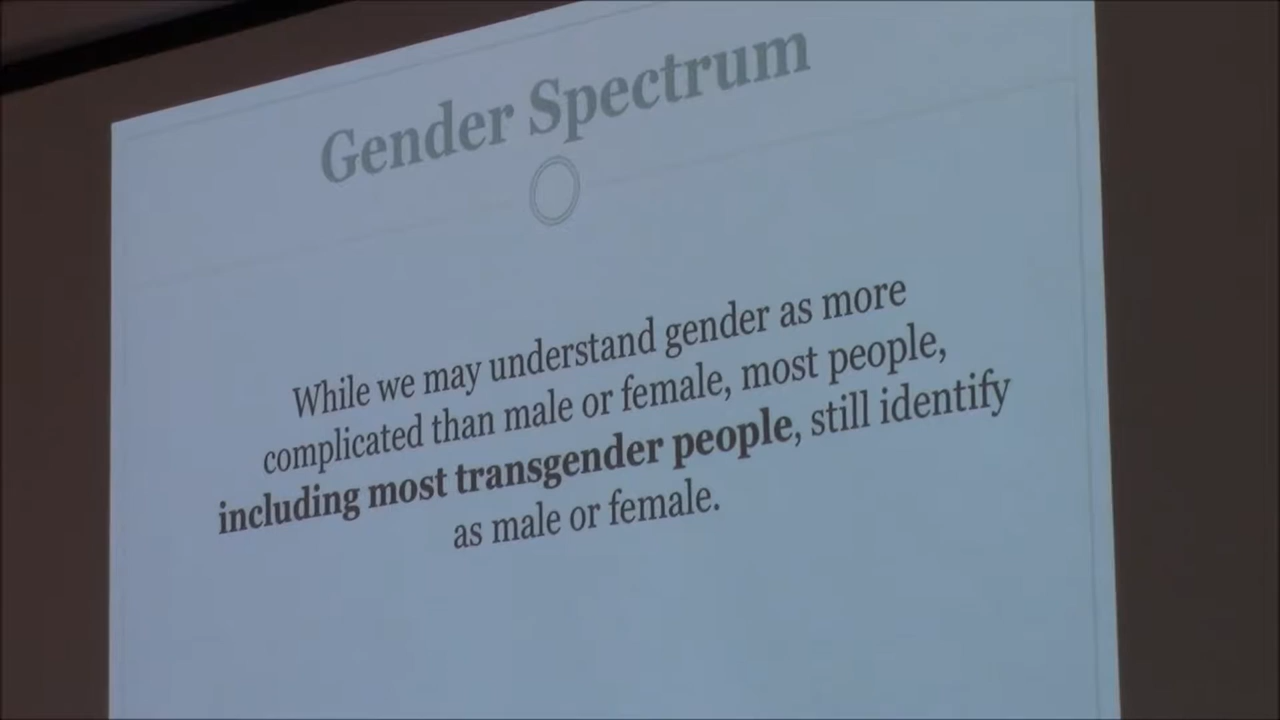 Gender Spectrum
While we may understand gender as more
complicated than male or female, most people,
including most transgender people, still identify
as male or female.